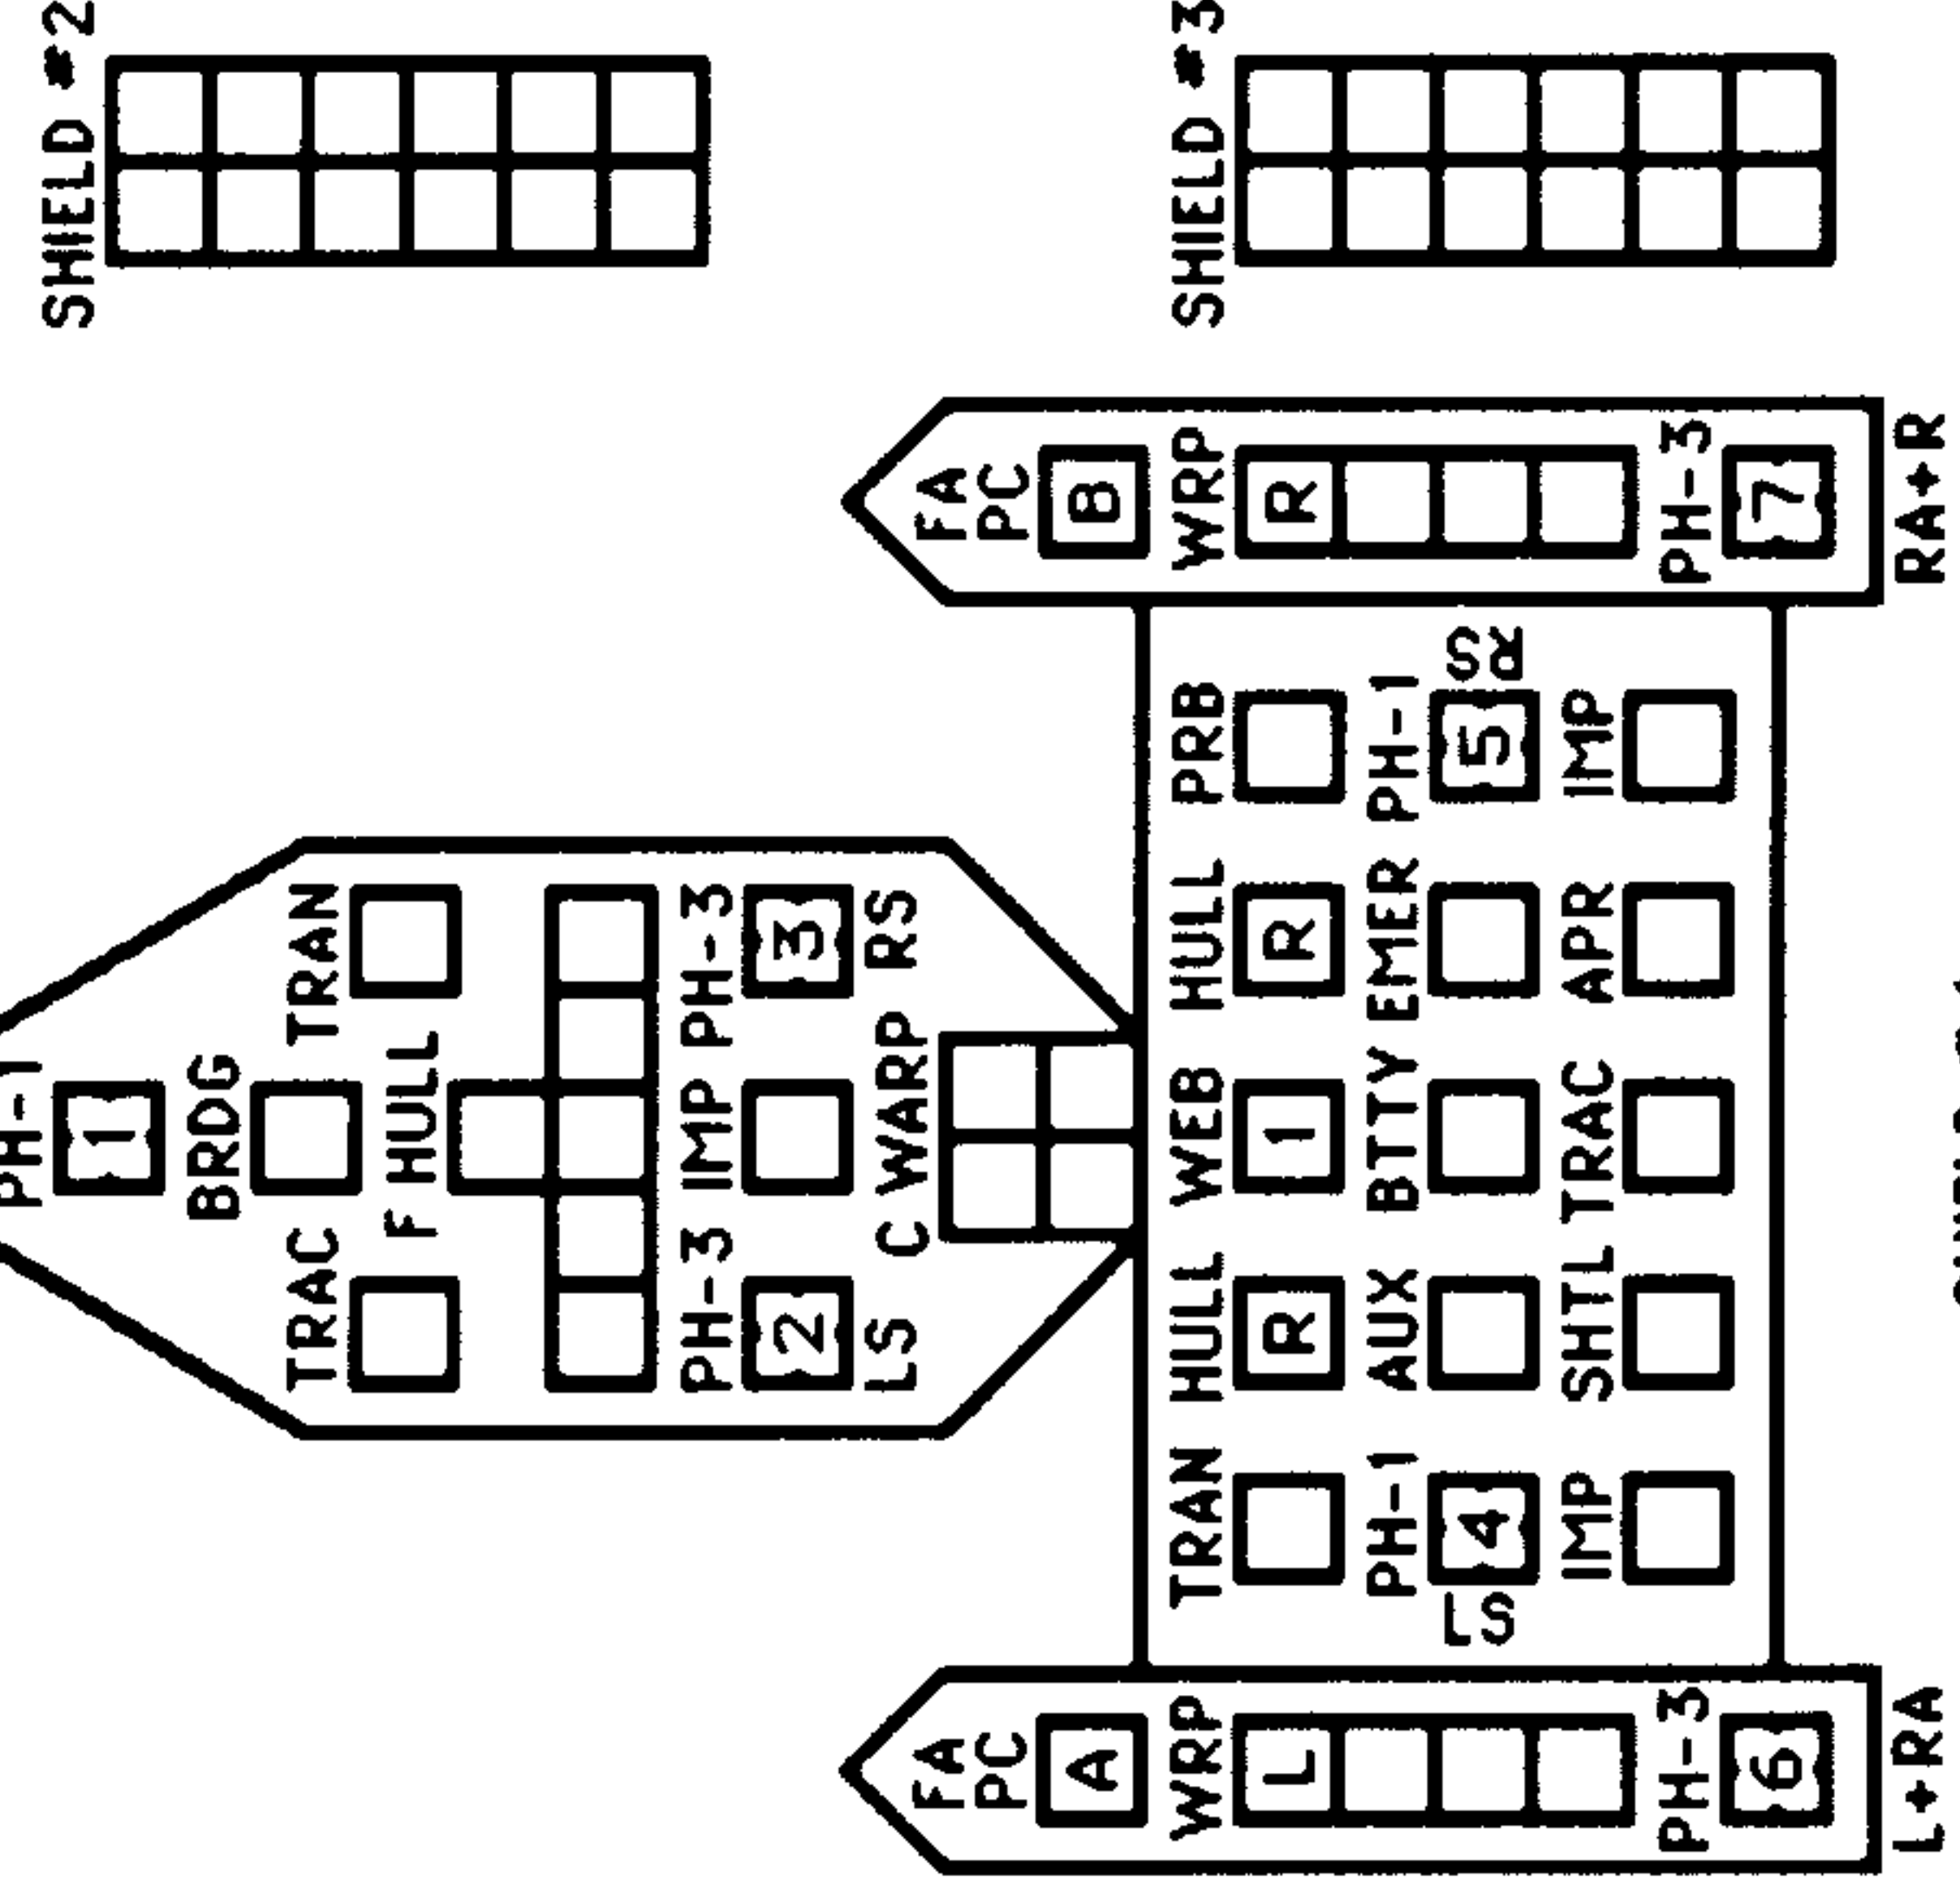 PH-1
SHIELD #2
1
BRDG
TRAC TRAN
F HULL
PH-3 IMP PH-3
2 3
LS RS
C WARP
FA FA
PC PC
A B
WRP TRAN HULL WEB HULL PRB WRP SHIELD #3
L R 1 R R
PH-1 AUX BTTY EMER PH-1
LS 4 5 RS
IMP SHTL TRAC APR IMP
PH-3 PH-3
6 7
L+RA RA+R